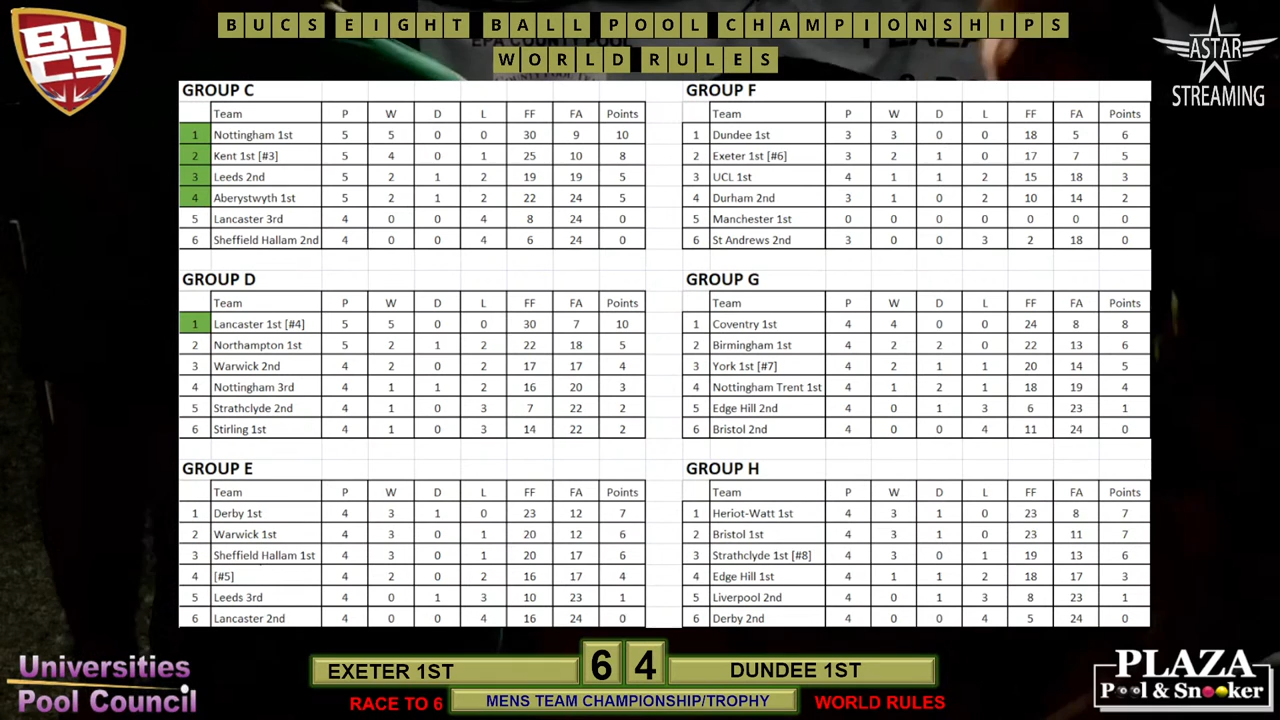 BUCS EIGHT BALL POOL CHAMPIONSHIPS
WORLD RULES
BUCS
ASTAR
STREAMING
GROUP C
Team P W D L FF FA Points
1 Nottingham 1st 5 5 0 0 30 9 10
2 Kent 1st [#3] 5 4 0 1 25 10 8
3 Leeds 2nd 5 2 1 2 19 19 5
4 Aberystwyth 1st 5 2 1 2 22 24 5
5 Lancaster 3rd 4 0 0 4 8 24 0
6 Sheffield Hallam 2nd 4 0 0 4 6 24 0
GROUP D
Team P W D L FF FA Points
1 Lancaster 1st [#4] 5 5 0 0 30 7 10
2 Northampton 1st 5 2 1 2 22 18 5
3 Warwick 2nd 4 2 0 2 17 17 4
4 Nottingham 3rd 4 1 1 2 16 20 3
5 Strathclyde 2nd 4 1 0 3 7 22 2
6 Stirling 1st 4 1 0 3 14 22 2
GROUP E
Team P W D L FF FA Points
1 Derby 1st 4 3 1 0 23 12 7
2 Warwick 1st 4 3 0 1 20 12 6
3 Sheffield Hallam 1st 4 3 0 1 20 17 6
4 [#5] 4 2 0 2 16 17 4
5 Leeds 3rd 4 0 1 3 10 23 1
6 Lancaster 2nd 4 0 0 4 16 24 0
GROUP F
Team P W D L FF FA Points
1 Dundee 1st 3 3 0 0 18 5 6
2 Exeter 1st [#6] 3 2 1 0 17 7 5
3 UCL 1st 4 1 1 2 15 18 3
4 Durham 2nd 3 1 0 2 10 14 2
5 Manchester 1st 0 0 0 0 0 0 0
6 St Andrews 2nd 3 0 0 3 2 18 0
GROUP G
Team P W D L FF FA Points
1 Coventry 1st 4 4 0 0 24 8 8
2 Birmingham 1st 4 2 2 0 22 13 6
3 York 1st [#7] 4 2 1 1 20 14 5
4 Nottingham Trent 1st 4 1 2 1 18 19 4
5 Edge Hill 2nd 4 0 1 3 6 23 1
6 Bristol 2nd 4 0 0 4 11 24 0
GROUP H
Team P W D L FF FA Points
1 Heriot-Watt 1st 4 3 1 0 23 8 7
2 Bristol 1st 4 3 1 0 23 11 7
3 Strathclyde 1st [#8] 4 3 0 1 19 13 6
4 Edge Hill 1st 4 1 1 2 18 17 3
5 Liverpool 2nd 4 0 1 3 8 23 1
6 Derby 2nd 4 0 0 4 5 24 0
Universities
Pool Council
EXETER 1ST 6 4 DUNDEE 1ST
RACE TO 6 MENS TEAM CHAMPIONSHIP/TROPHY WORLD RULES
PLAZA
Pool & Snooker